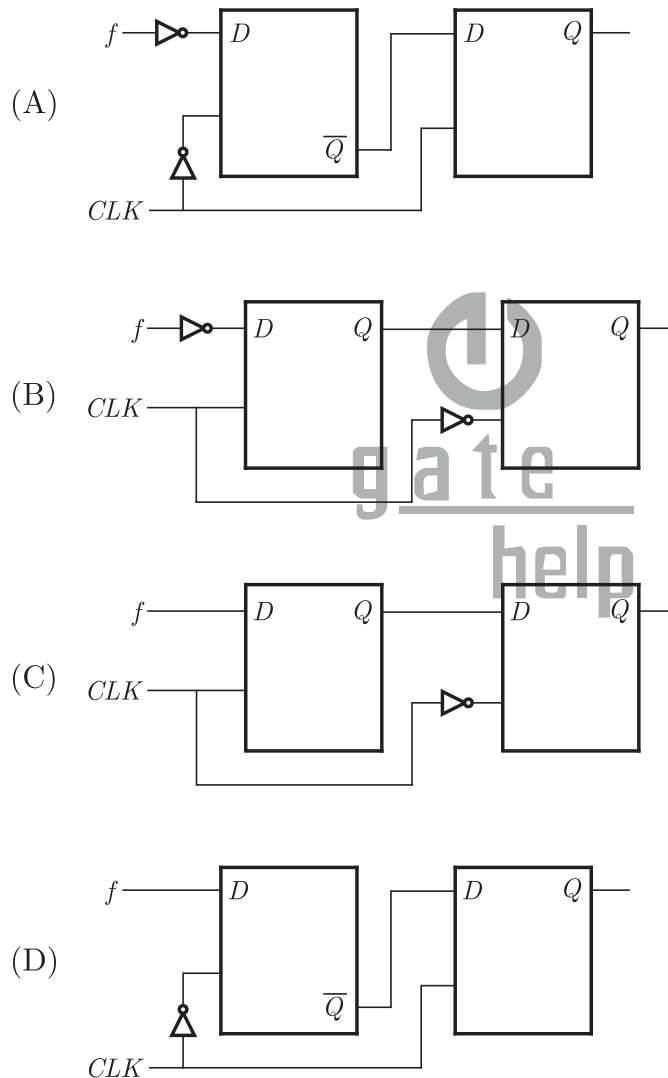 f D D Q
(A)
Q̅
CLK
f D Q D Q
(B) CLK
gate
help
f D Q D Q
(C) CLK
f D D Q
(D)
Q̅
CLK